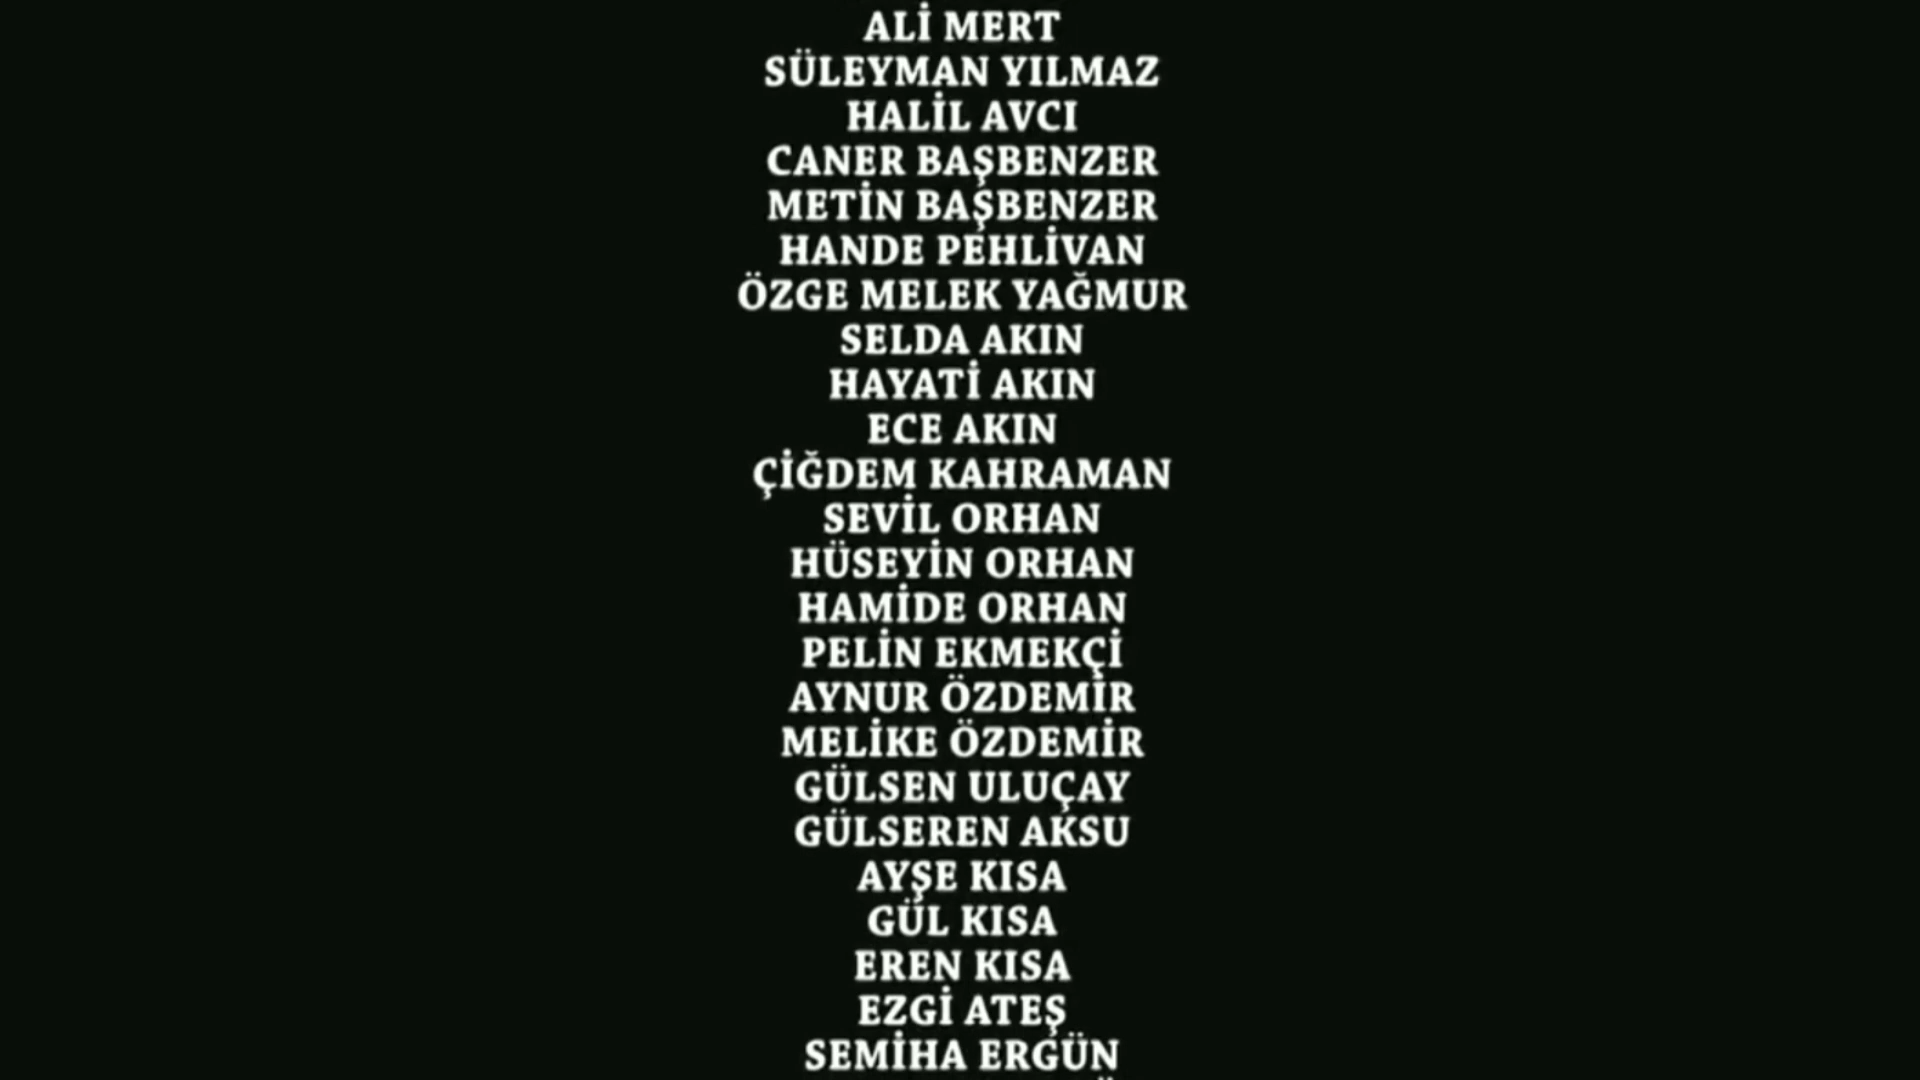 ALİ MERT
SÜLEYMAN YILMAZ
HALİL AVCI
CANER BAŞBENZER
METİN BAŞBENZER
HANDE PEHLİVAN
ÖZGE MELEK YAĞMUR
SELDA AKIN
HAYATİ AKIN
ECE AKIN
ÇİĞDEM KAHRAMAN
SEVİL ORHAN
HÜSEYİN ORHAN
HAMİDE ORHAN
PELİN EKMEKÇİ
AYNUR ÖZDEMİR
MELİKE ÖZDEMİR
GÜLSEN ULUÇAY
GÜLSEREN AKSU
AYŞE KISA
GÜL KISA
EREN KISA
EZGİ ATEŞ
SEMİHA ERGÜN